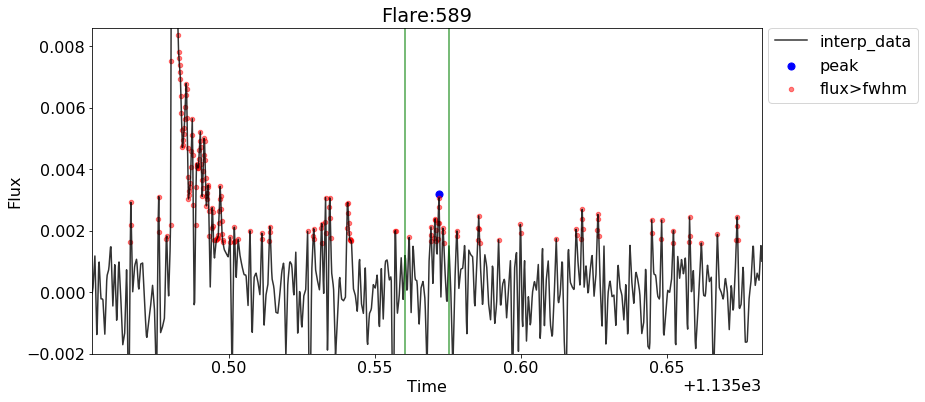 Flare:589
interp_data
peak
flux>fwhm
Flux
0.008
0.006
0.004
0.002
0.000
−0.002
0.50 0.55 0.60 0.65
Time
+1.135e3